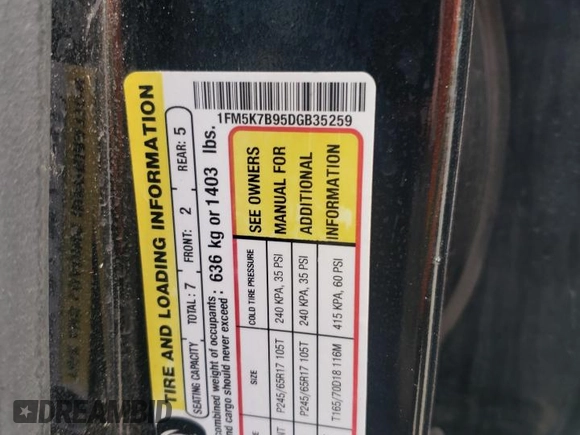 1FM5K7B95DGB35259
TIRE AND LOADING INFORMATION
SEATING CAPACITY TOTAL: 7 FRONT: 2 REAR: 5
combined weight of occupants
and cargo should never exceed : 636 kg or 1403 lbs.
SIZE COLD TIRE PRESSURE SEE OWNERS
P245/65R17 105T 240 KPA, 35 PSI MANUAL FOR
P245/65R17 105T 240 KPA, 35 PSI ADDITIONAL
T165/70D18 116M 415 KPA, 60 PSI INFORMATION
DREAMBID